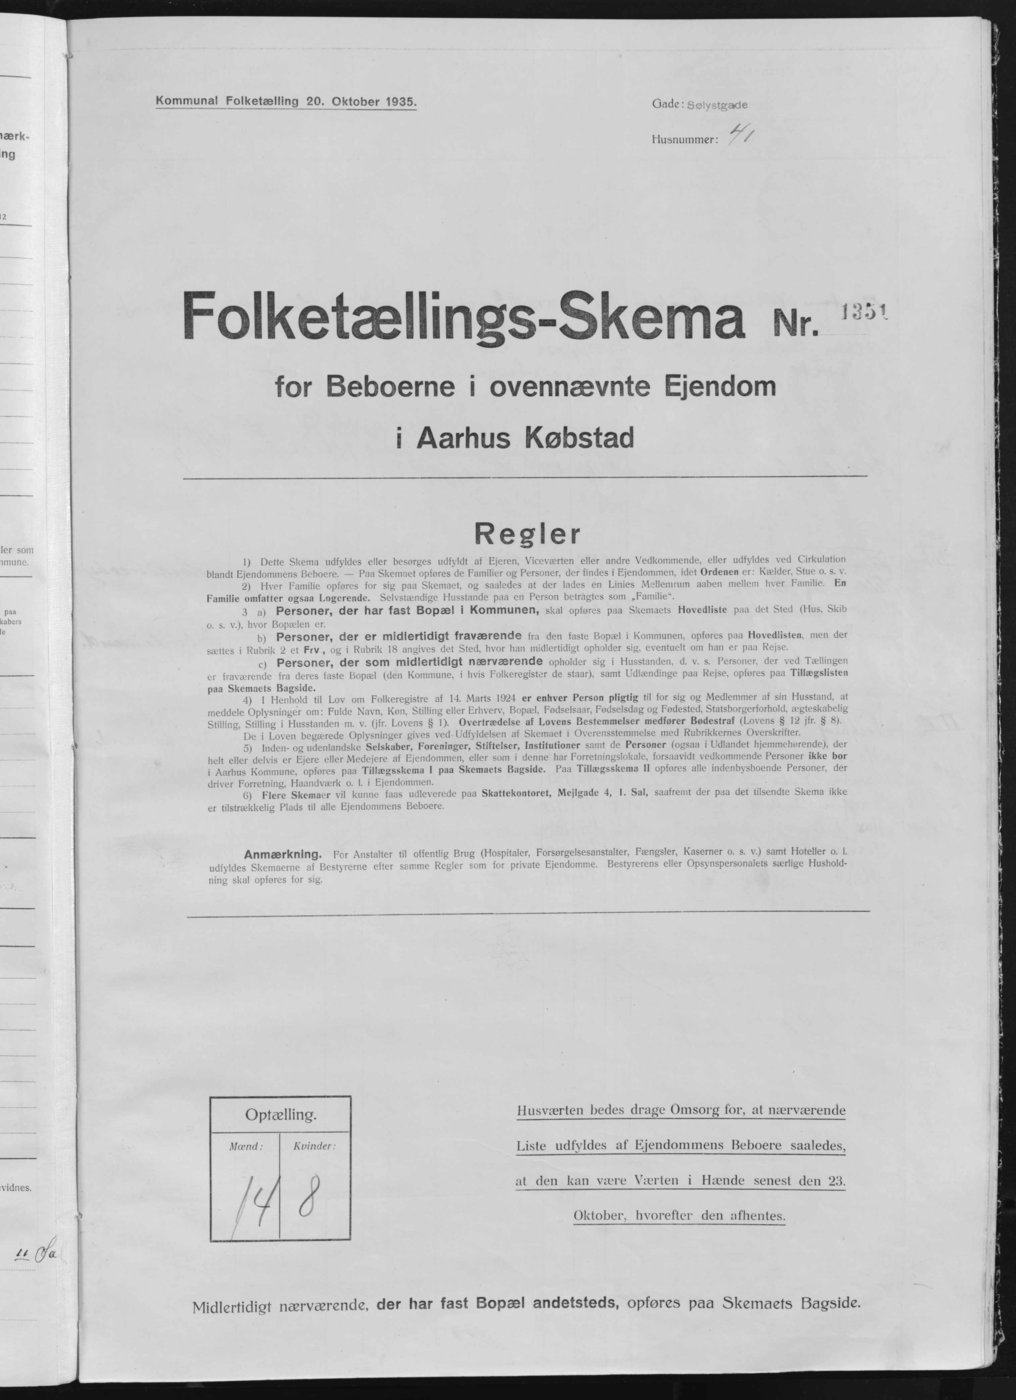 Kommunal Folketælling 20. Oktober 1935.
Gade: Sølystgade
Husnummer: 41
Folketællings-Skema Nr. 1351
for Beboerne i ovennævnte Ejendom
i Aarhus Købstad
Regler
1) Dette Skema udfyldes eller besørges udfyldt af Ejeren, Viceværten eller andre Vedkommende, eller udfyldes ved Cirkulation
blandt Ejendommens Beboere. — Paa Skemaet opføres de Familier og Personer, der findes i Ejendommen, idet Ordenen er: Kælder, Stue o. s. v.
2) Hver Familie opføres for sig paa Skemaet, og saaledes at der lades en Linies Mellemrum aaben mellem hver Familie. En
Familie omfatter ogsaa Logerende. Selvstændige Husstande paa en Person betragtes som „Familie“.
3 a) Personer, der har fast Bopæl i Kommunen, skal opføres paa Skemaets Hovedliste paa det Sted (Hus, Skib
o. s. v.), hvor Bopælen er.
b) Personer, der er midlertidigt fraværende fra den faste Bopæl i Kommunen, opføres paa Hovedlisten, men der
sættes i Rubrik 2 et Frv, og i Rubrik 18 angives det Sted, hvor han midlertidigt opholder sig, eventuelt om han er paa Rejse.
c) Personer, der som midlertidigt nærværende opholder sig i Husstanden, d. v. s. Personer, der ved Tællingen
er fraværende fra deres faste Bopæl (den Kommune, i hvis Folkeregister de staar), samt Udlændinge paa Rejse, opføres paa Tillægslisten
paa Skemaets Bagside.
4) I Henhold til Lov om Folkeregistre af 14. Marts 1924 er enhver Person pligtig til for sig og Medlemmer af sin Husstand, at
meddele Oplysninger om: Fulde Navn, Køn, Stilling eller Erhverv, Bopæl, Fødselsaar, Fødselsdag og Fødested, Statsborgerforhold, ægteskabelig
Stilling, Stilling i Husstanden m. v. (jfr. Lovens § 1). Overtrædelse af Lovens Bestemmelser medfører Bødestraf (Lovens § 12 jfr. § 8).
De i Loven begærede Oplysninger gives ved Udfyldelsen af Skemaet i Overensstemmelse med Rubrikkernes Overskrifter.
5) Inden- og udenlandske Selskaber, Foreninger, Stiftelser, Institutioner samt de Personer (ogsaa i Udlandet hjemmehørende), der
helt eller delvis er Ejere eller Medejere af Ejendommen, eller som i denne har Forretningslokale, forsaavidt vedkommende Personer ikke bor
i Aarhus Kommune, opføres paa Tillægsskema I paa Skemaets Bagside. Paa Tillægsskema II opføres alle indenbysboende Personer, der
driver Forretning, Haandværk o. l. i Ejendommen.
6) Flere Skemaer vil kunne faas udleverede paa Skattekontoret, Mejlgade 4, 1. Sal, saafremt der paa det tilsendte Skema ikke
er tilstrækkelig Plads til alle Ejendommens Beboere.
Anmærkning. For Anstalter til offentlig Brug (Hospitaler, Forsørgelsesanstalter, Fængsler, Kaserner o. s. v.) samt Hoteller o. l.
udfyldes Skemaerne af Bestyrerne efter samme Regler som for private Ejendomme. Bestyrerens eller Opsynspersonalets særlige Hushold-
ning skal opføres for sig.
Optælling.
Mænd: Kvinder:
14 8
Husværten bedes drage Omsorg for, at nærværende
Liste udfyldes af Ejendommens Beboere saaledes,
at den kan være Værten i Hænde senest den 23.
Oktober, hvorefter den afhentes.
Midlertidigt nærværende, der har fast Bopæl andetsteds, opføres paa Skemaets Bagside.